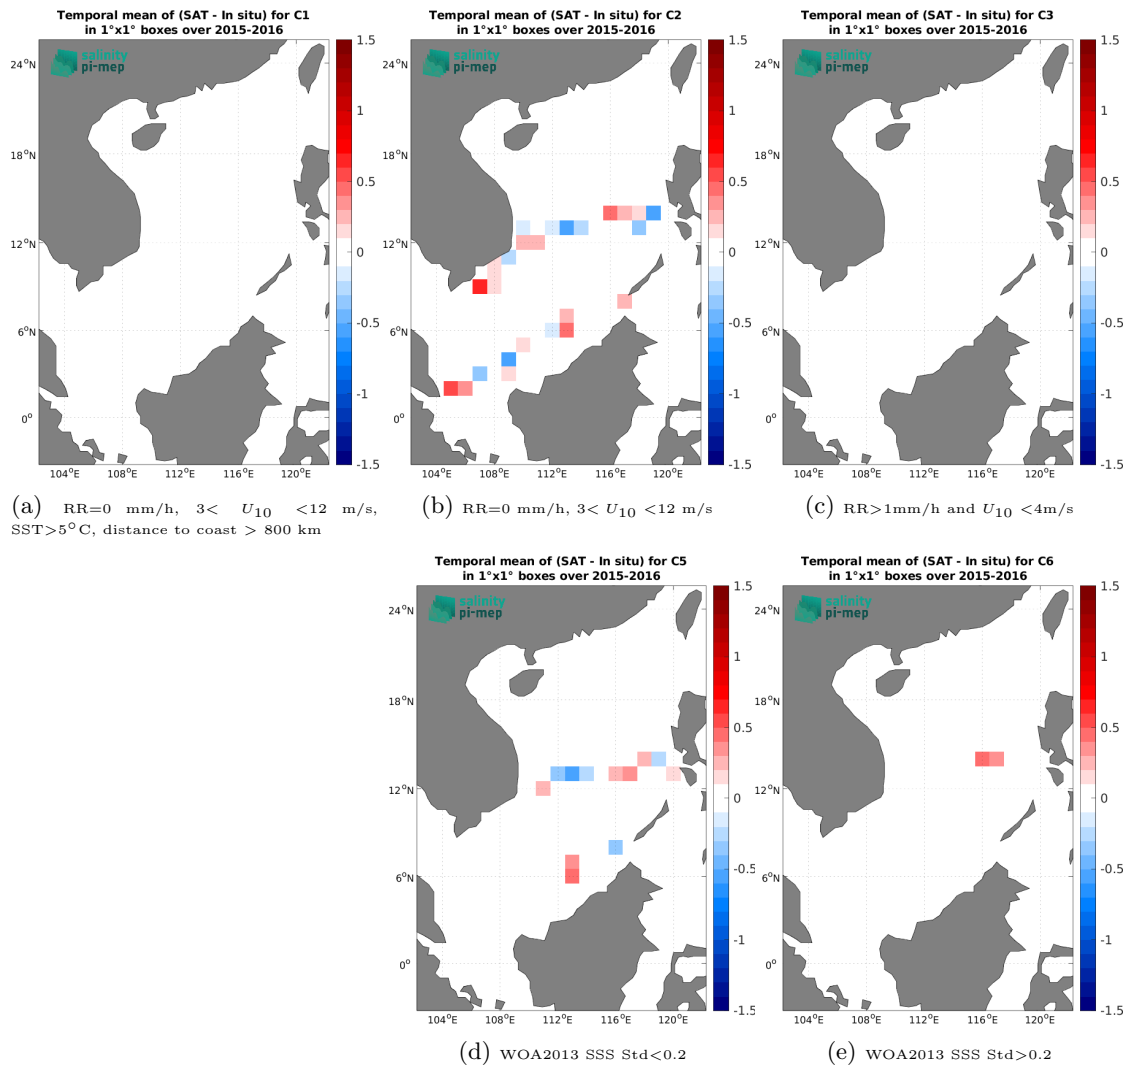 Temporal mean of (SAT - In situ) for C1
in 1°x1° boxes over 2015-2016
salinity
pi-mep
24°N
18°N
12°N
6°N
0°
104°E 108°E 112°E 116°E 120°E
1.5
1
0.5
0
-0.5
-1
-1.5
(a) RR=0 mm/h, 3< U10 <12 m/s,
SST>5°C, distance to coast > 800 km
Temporal mean of (SAT - In situ) for C2
in 1°x1° boxes over 2015-2016
salinity
pi-mep
24°N
18°N
12°N
6°N
0°
104°E 108°E 112°E 116°E 120°E
1.5
1
0.5
0
-0.5
-1
-1.5
(b) RR=0 mm/h, 3< U10 <12 m/s
Temporal mean of (SAT - In situ) for C3
in 1°x1° boxes over 2015-2016
salinity
pi-mep
24°N
18°N
12°N
6°N
0°
104°E 108°E 112°E 116°E 120°E
1.5
1
0.5
0
-0.5
-1
-1.5
(c) RR>1mm/h and U10 <4m/s
Temporal mean of (SAT - In situ) for C5
in 1°x1° boxes over 2015-2016
salinity
pi-mep
24°N
18°N
12°N
6°N
0°
104°E 108°E 112°E 116°E 120°E
1.5
1
0.5
0
-0.5
-1
-1.5
(d) WOA2013 SSS Std<0.2
Temporal mean of (SAT - In situ) for C6
in 1°x1° boxes over 2015-2016
salinity
pi-mep
24°N
18°N
12°N
6°N
0°
104°E 108°E 112°E 116°E 120°E
1.5
1
0.5
0
-0.5
-1
-1.5
(e) WOA2013 SSS Std>0.2